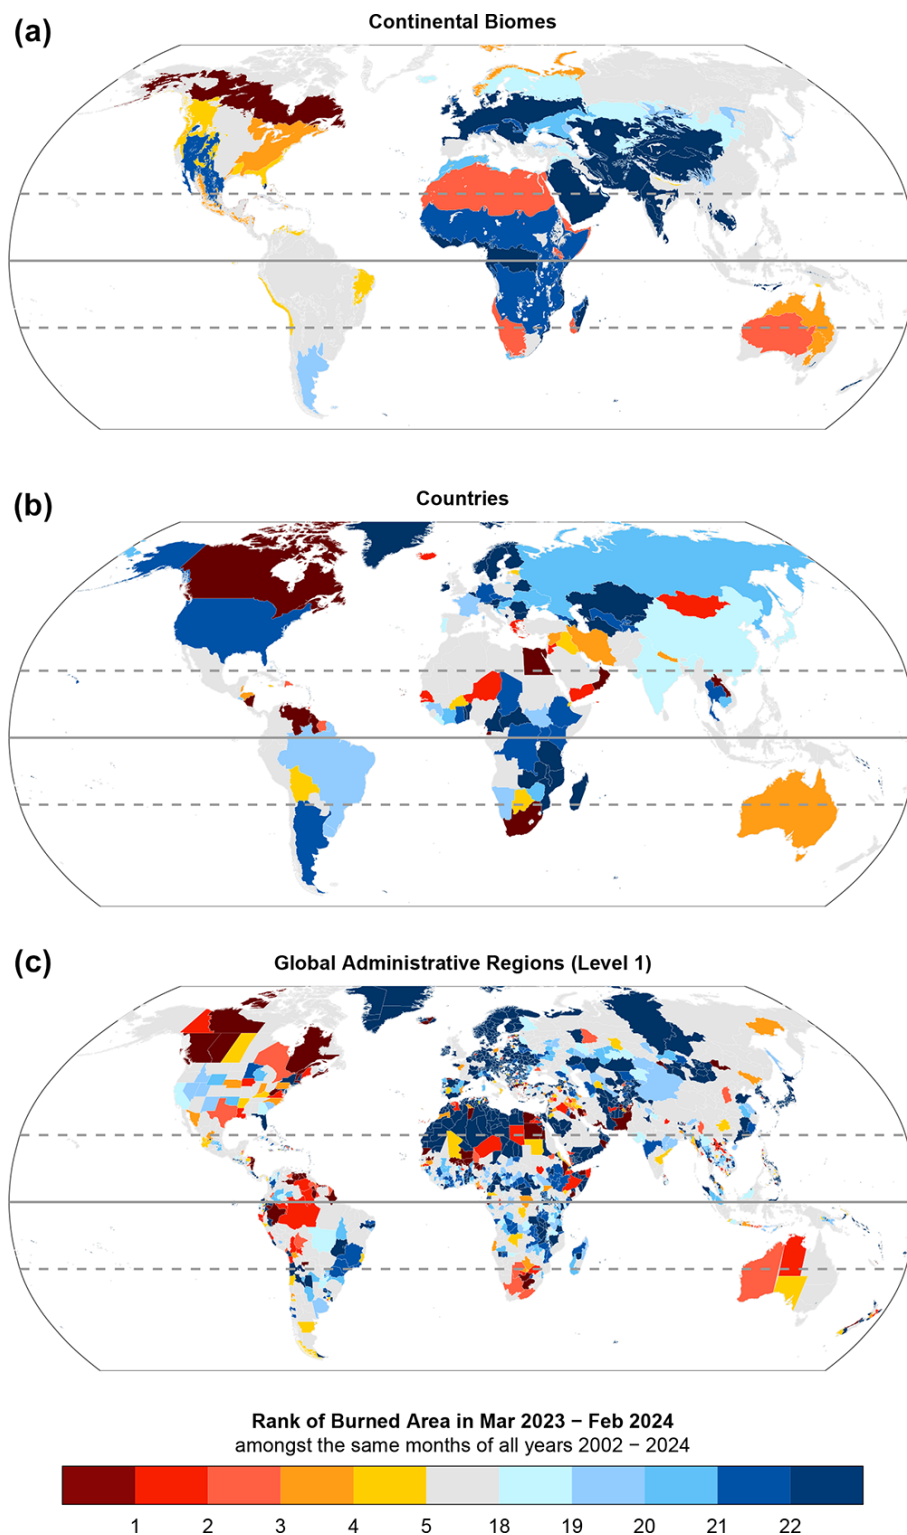 (a)
Continental Biomes
(b)
Countries
(c)
Global Administrative Regions (Level 1)
Rank of Burned Area in Mar 2023 − Feb 2024
amongst the same months of all years 2002 − 2024
1 2 3 4 5 18 19 20 21 22